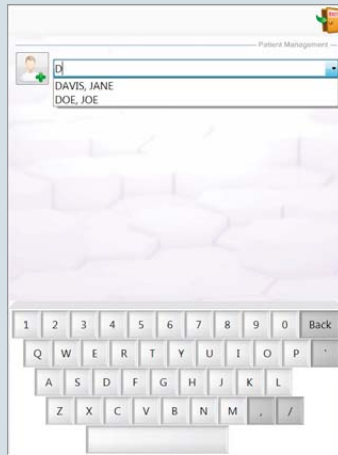 Patient Management
D
DAVIS, JANE
DOE, JOE
1 2 3 4 5 6 7 8 9 0 Back
Q W E R T Y U I O P '
A S D F G H J K L
Z X C V B N M , /